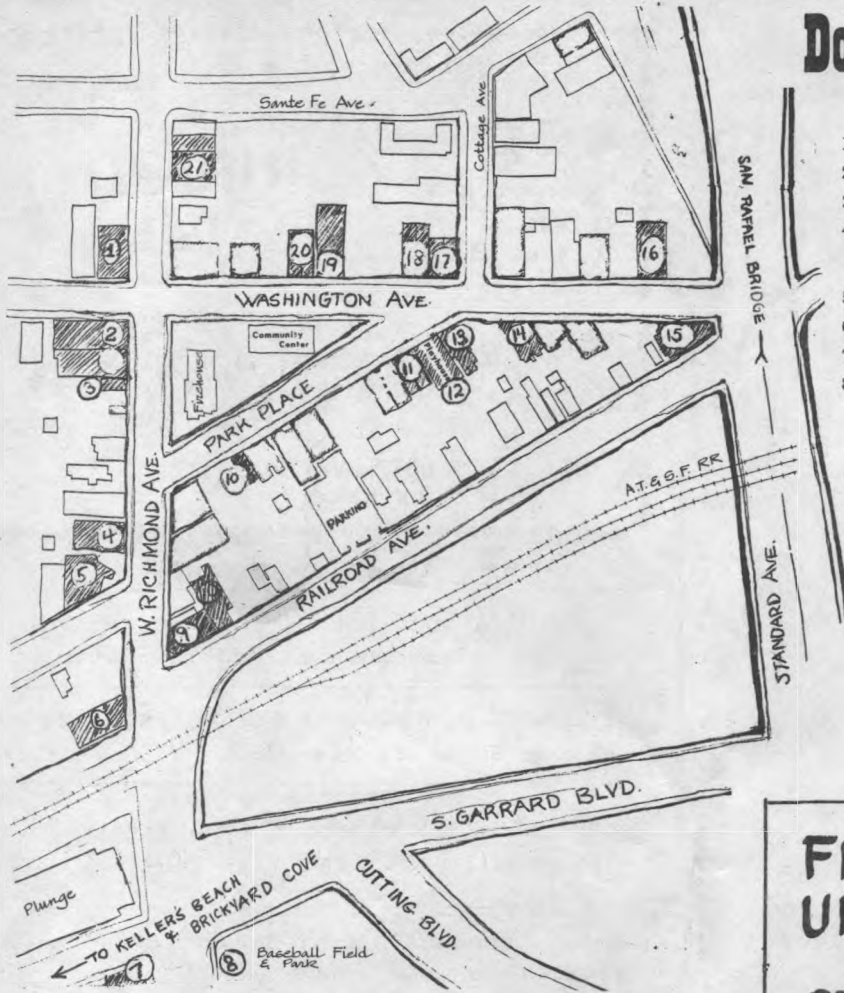 Do
Sante Fe Ave.
Cottage Ave
SAN, RAFAEL BRIDGE
21
1
20
19
18
17
16
WASHINGTON AVE.
2
3
Community
Center
Firehouse
PARK PLACE
13
Playhouse
12
11
14
15
W. RICHMOND AVE.
10
PARKING
A.T. & S.F. RR
4
5
RAILROAD AVE.
9
STANDARD AVE.
6
S. GARRARD BLVD.
Plunge
TO KELLER'S BEACH
& BRICKYARD COVE
CUTTING BLVD.
7
8
Baseball Field
& Park